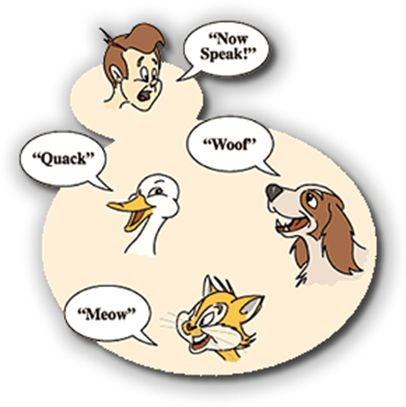 “Now
Speak!”
“Quack”
“Woof”
“Meow”